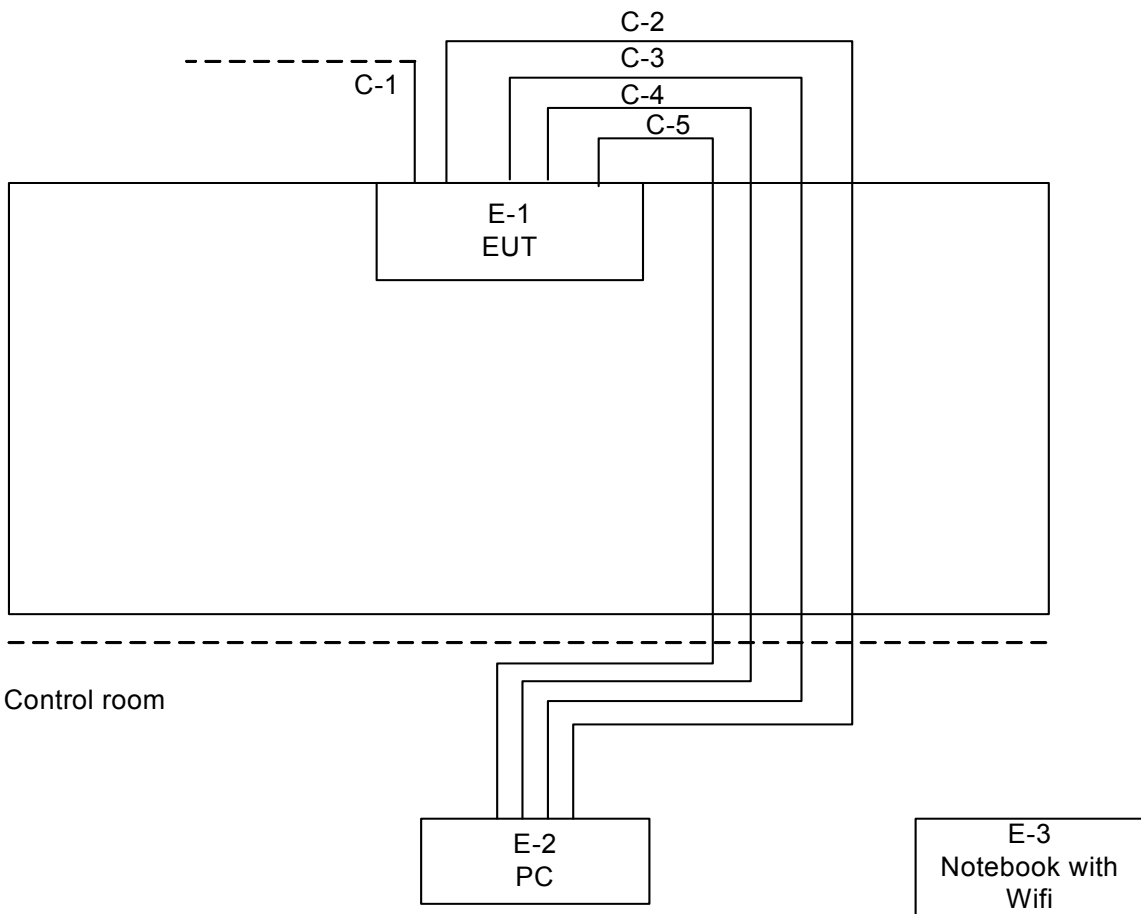 C-2
C-3
C-1
C-4
C-5
E-1
EUT
Control room
E-2
PC
E-3
Notebook with
Wifi